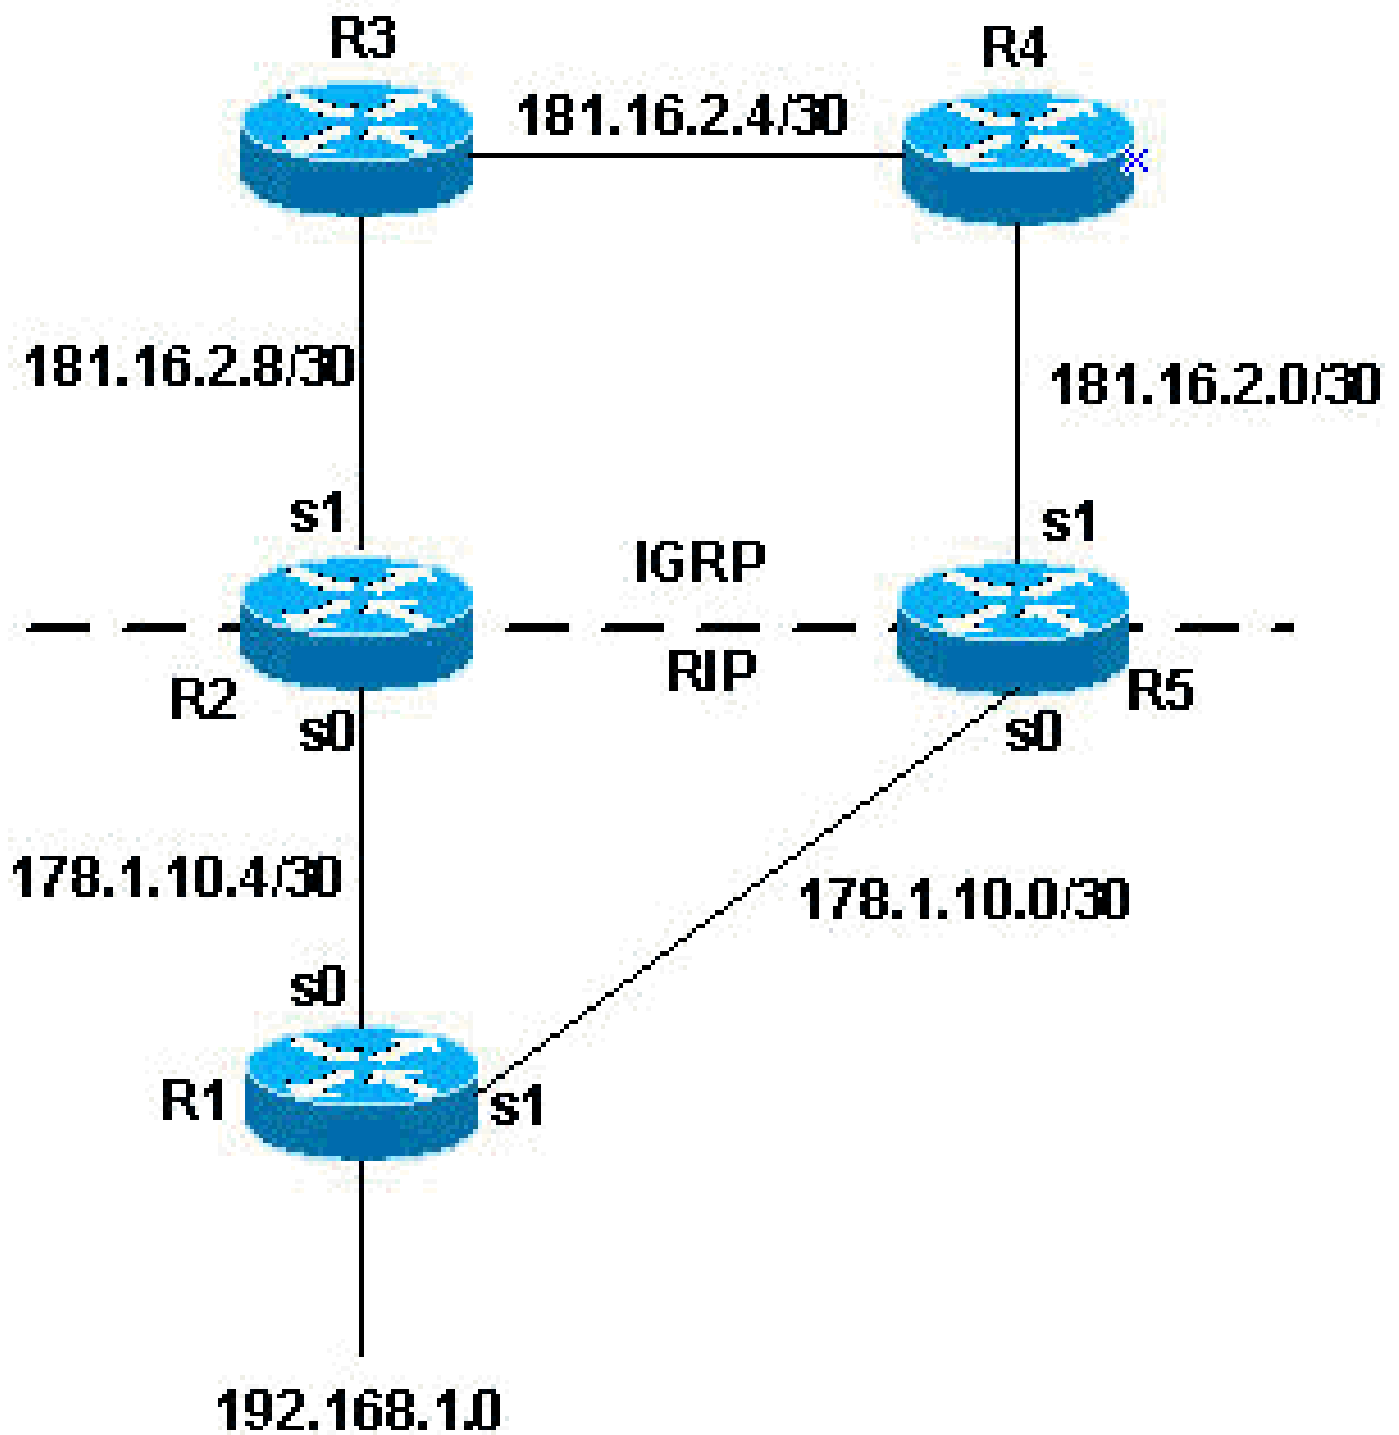 R3
R4
181.16.2.4/30
181.16.2.8/30
181.16.2.0/30
s1
s1
IGRP
RIP
R2
R5
s0
s0
178.1.10.4/30
178.1.10.0/30
s0
R1
s1
192.168.1.0